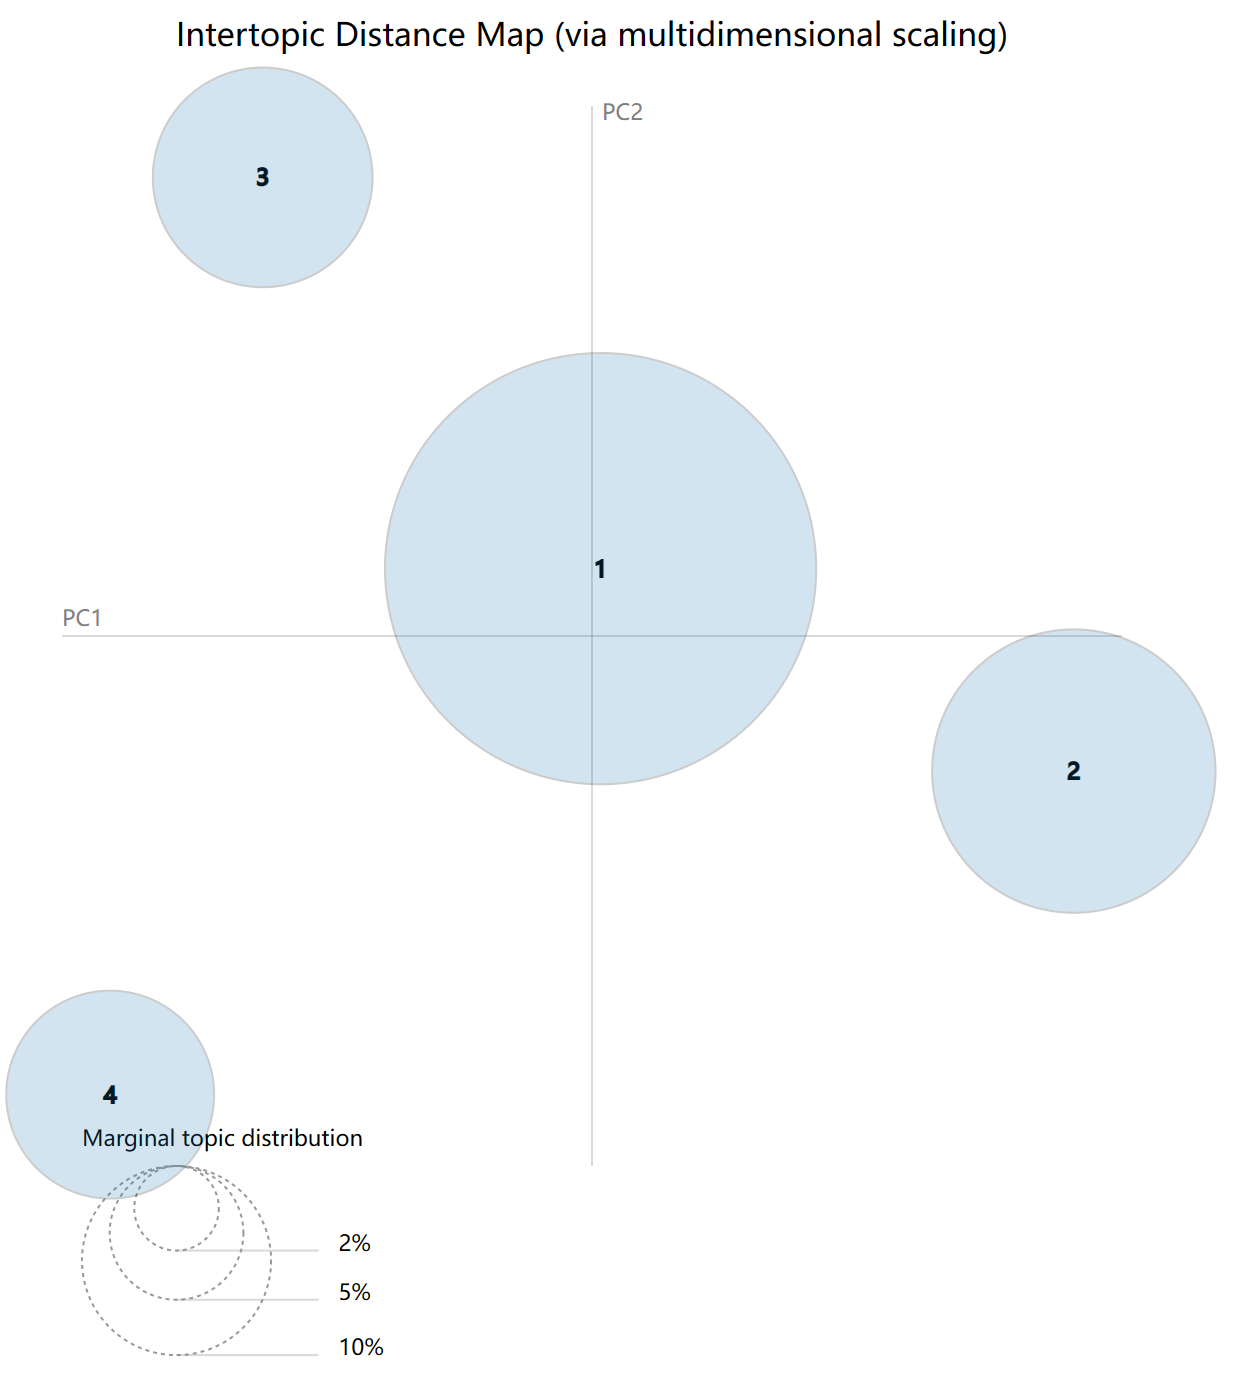 Intertopic Distance Map (via multidimensional scaling)
PC2
3
1
PC1
2
4
Marginal topic distribution
2%
5%
10%